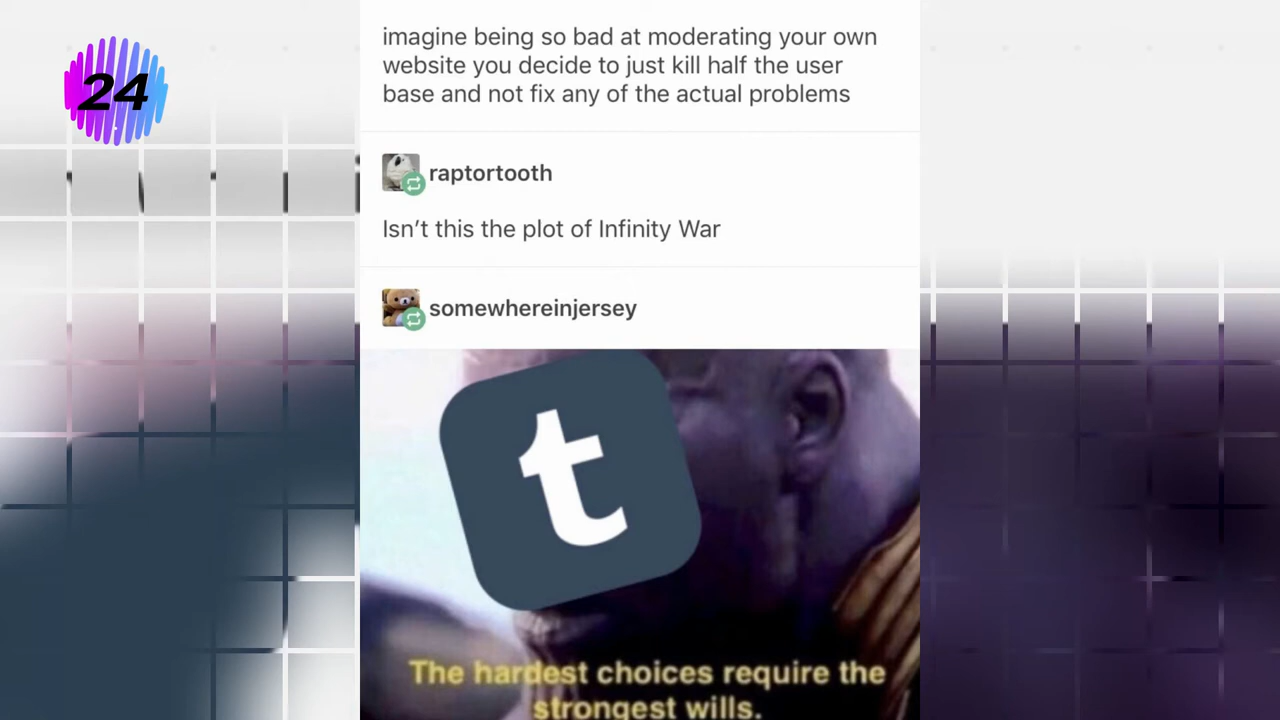 24
imagine being so bad at moderating your own
website you decide to just kill half the user
base and not fix any of the actual problems
raptortooth
Isn’t this the plot of Infinity War
somewhereinjersey
t
The hardest choices require the
strongest wills.